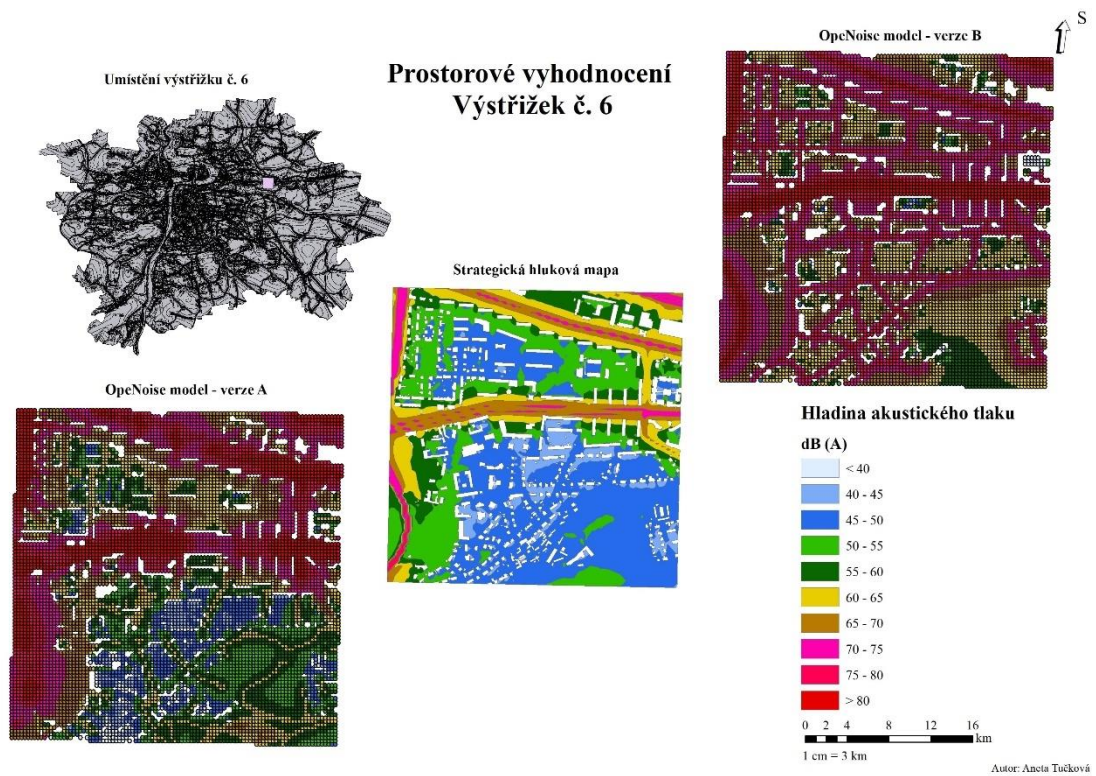 S
OpeNoise model - verze B
Prostorové vyhodnocení
Výstřižek č. 6
Umístění výstřižku č. 6
Strategická hluková mapa
OpeNoise model - verze A
Hladina akustického tlaku
dB (A)
< 40
40 - 45
45 - 50
50 - 55
55 - 60
60 - 65
65 - 70
70 - 75
75 - 80
> 80
0 2 4 8 12 16
km
1 cm = 3 km
Autor: Aneta Tučková